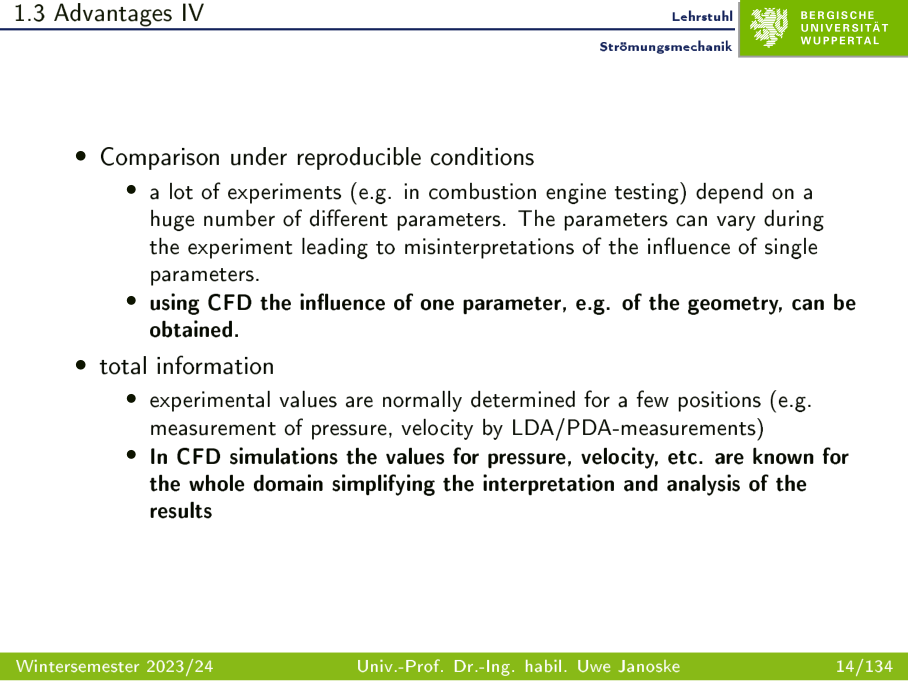 1.3 Advantages IV
Lehrstuhl
Strömungsmechanik
BERGISCHE
UNIVERSITÄT
WUPPERTAL
• Comparison under reproducible conditions
• a lot of experiments (e.g. in combustion engine testing) depend on a
huge number of different parameters. The parameters can vary during
the experiment leading to misinterpretations of the influence of single
parameters.
• using CFD the influence of one parameter, e.g. of the geometry, can be
obtained.
• total information
• experimental values are normally determined for a few positions (e.g.
measurement of pressure, velocity by LDA/PDA-measurements)
• In CFD simulations the values for pressure, velocity, etc. are known for
the whole domain simplifying the interpretation and analysis of the
results
Wintersemester 2023/24
Univ.-Prof. Dr.-Ing. habil. Uwe Janoske
14/134